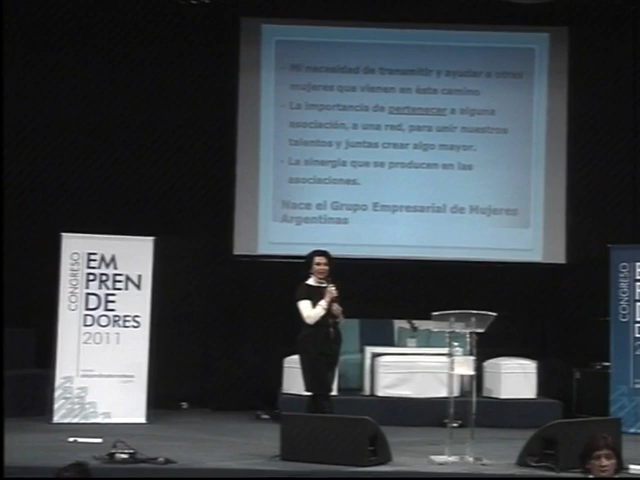 - Mi necesidad de transmitir y ayudar a otras
mujeres que vienen en éste camino
- La importancia de pertenecer a alguna
asociación, a una red, para unir nuestros
talentos y juntas crear algo mayor.
- La sinergia que se producen en las
asociaciones.
Nace el Grupo Empresarial de Mujeres
Argentinas
CONGRESO
EM
PREN
DE
DORES
2011
CONGRESO